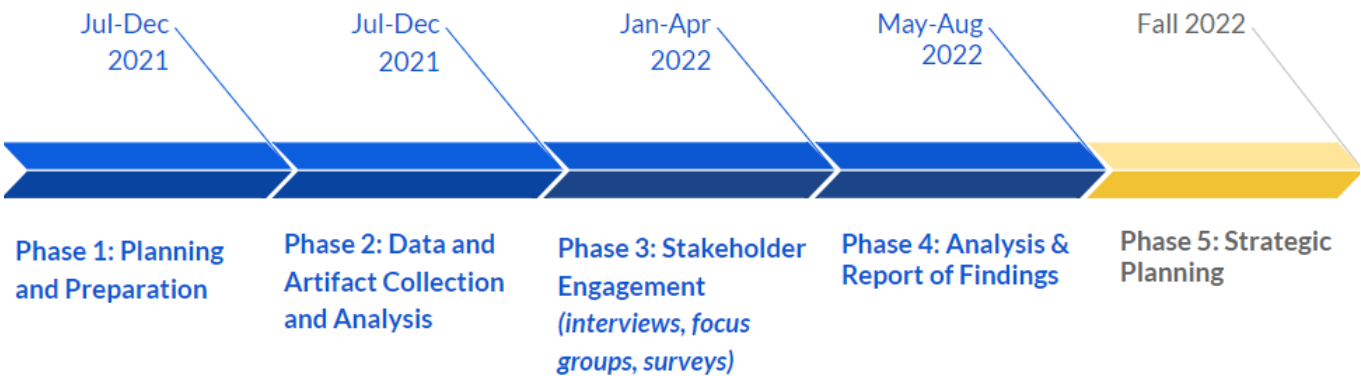 Jul-Dec
2021
Jul-Dec
2021
Jan-Apr
2022
May-Aug
2022
Fall 2022
Phase 1: Planning
and Preparation
Phase 2: Data and
Artifact Collection
and Analysis
Phase 3: Stakeholder
Engagement
(interviews, focus
groups, surveys)
Phase 4: Analysis &
Report of Findings
Phase 5: Strategic
Planning